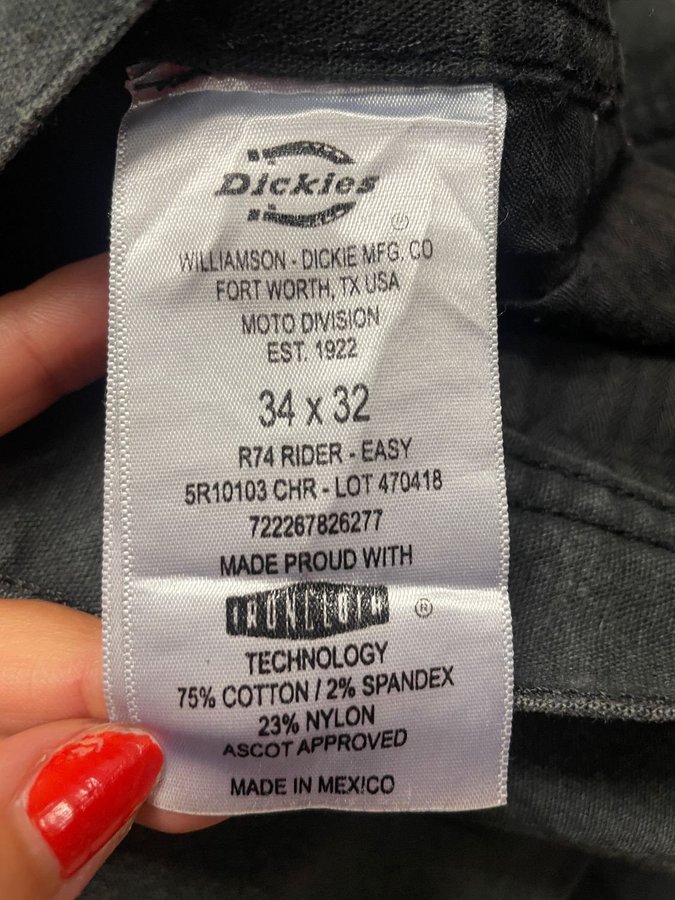 Dickies
WILLIAMSON - DICKIE MFG. CO
FORT WORTH, TX USA
MOTO DIVISION
EST. 1922
34 x 32
R74 RIDER - EASY
5R10103 CHR - LOT 470418
722267826277
MADE PROUD WITH
IRONCLOTH ®
TECHNOLOGY
75% COTTON / 2% SPANDEX
23% NYLON
ASCOT APPROVED
MADE IN MEXICO